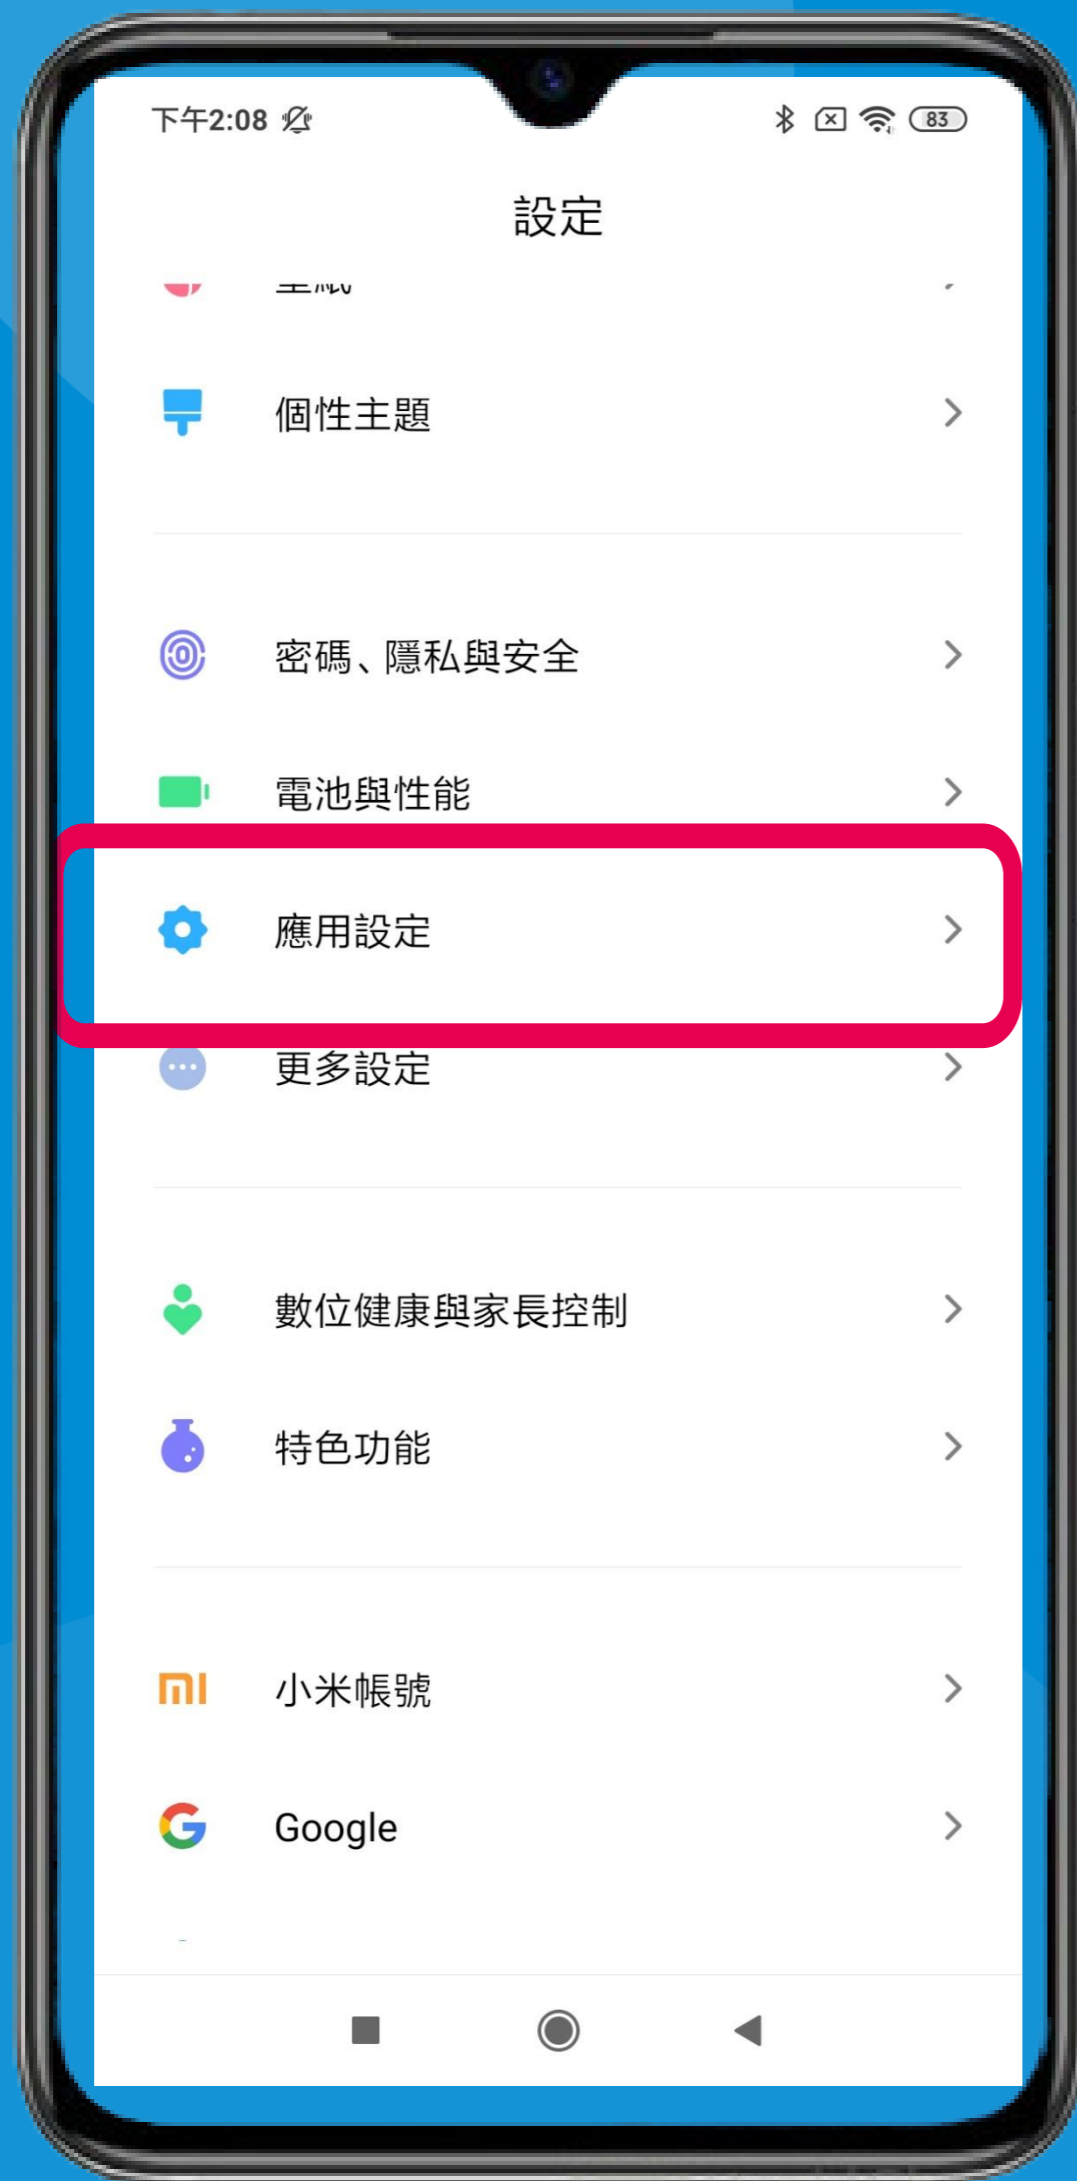 下午2:08
83
設定
個性主題
密碼、隱私與安全
電池與性能
應用設定
更多設定
數位健康與家長控制
特色功能
小米帳號
Google